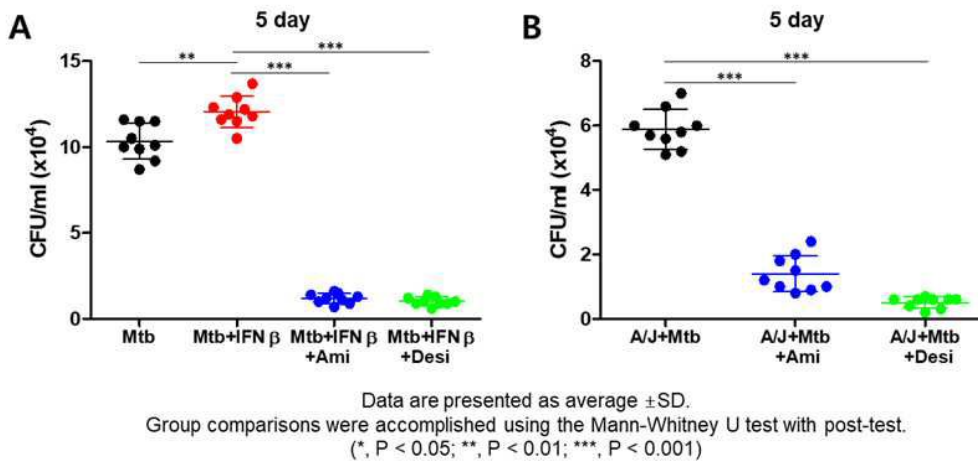 A
5 day
**
***
***
CFU/ml (x10⁴)
15
10
5
0
Mtb
Mtb+IFN β
Mtb+IFN β
+Ami
Mtb+IFN β
+Desi
B
5 day
***
***
CFU/ml (x10⁴)
8
6
4
2
0
A/J+Mtb
A/J+Mtb
+Ami
A/J+Mtb
+Desi
Data are presented as average ±SD.
Group comparisons were accomplished using the Mann-Whitney U test with post-test.
(*, P < 0.05; **, P < 0.01; ***, P < 0.001)